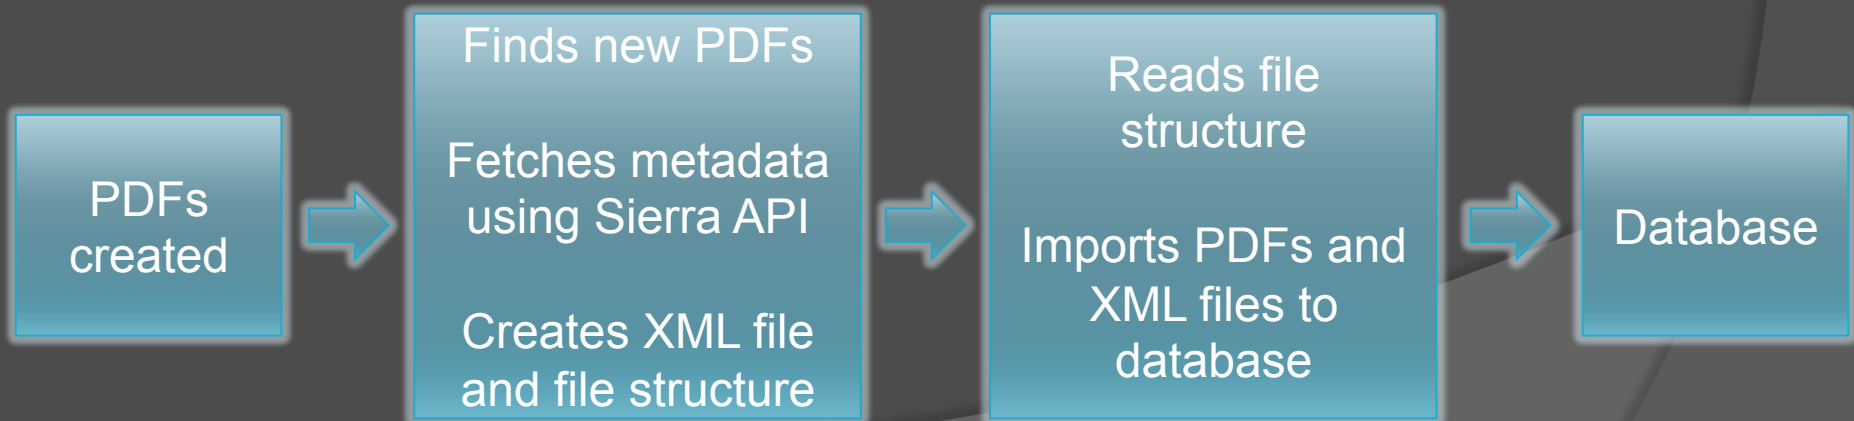 PDFs
created
Finds new PDFs
Fetches metadata
using Sierra API
Creates XML file
and file structure
Reads file
structure
Imports PDFs and
XML files to
database
Database